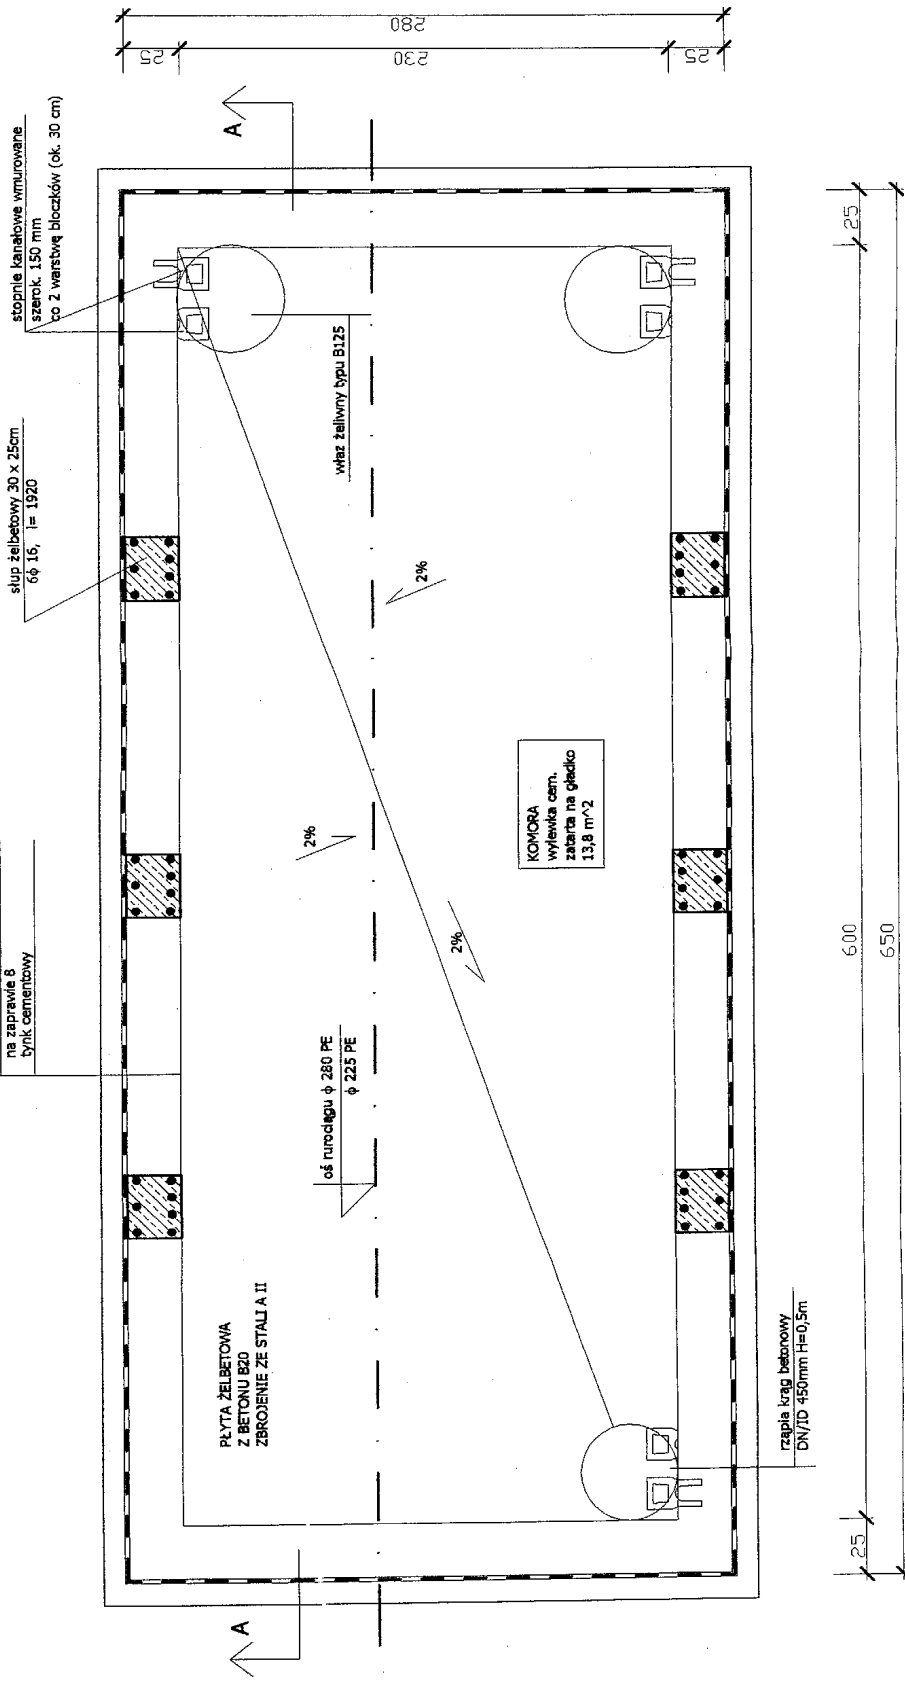 na zaprawie 8
tynk cementowy
słup żelbetowy 30 x 25cm
6ϕ 16, l= 1920
stopnie kanałowe wmurowane
szerok. 150 mm
co 2 warstwę bloczków (ok. 30 cm)
A
A
25
230
25
280
właz żeliwny typu B125
2%
2%
2%
oś rurociągu ϕ 280 PE
ϕ 225 PE
KOMORA
wylewka cem.
zatarta na gładko
13,8 m^2
PŁYTA ŻELBETOWA
Z BETONU B20
ZBROJENIE ZE STALI A II
rząpia krąg betonowy
DN/ID 450mm H=0,5m
25
600
25
650